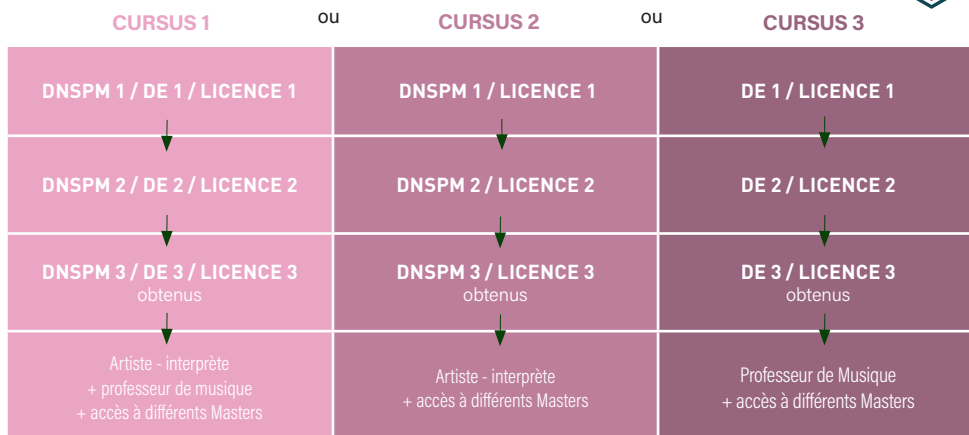 CURSUS 1 ou CURSUS 2 ou CURSUS 3
DNSPM 1 / DE 1 / LICENCE 1
DNSPM 1 / LICENCE 1
DE 1 / LICENCE 1
DNSPM 2 / DE 2 / LICENCE 2
DNSPM 2 / LICENCE 2
DE 2 / LICENCE 2
DNSPM 3 / DE 3 / LICENCE 3
obtenus
DNSPM 3 / LICENCE 3
obtenus
DE 3 / LICENCE 3
obtenus
Artiste - interprète
+ professeur de musique
+ accès à différents Masters
Artiste - interprète
+ accès à différents Masters
Professeur de Musique
+ accès à différents Masters